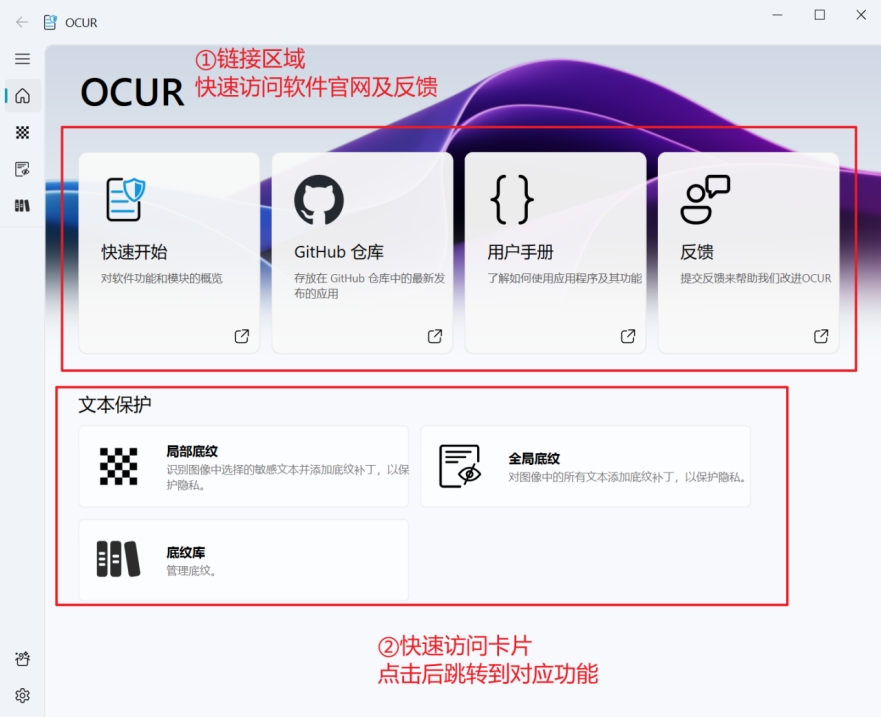 OCUR
①链接区域
OCUR
快速访问软件官网及反馈
快速开始
对软件功能和模块的概览
GitHub 仓库
存放在 GitHub 仓库中的最新发
布的应用
用户手册
了解如何使用应用程序及其功能
反馈
提交反馈来帮助我们改进OCUR
文本保护
局部底纹
识别图像中选择的敏感文本并添加底纹补丁，以保
护隐私。
全局底纹
对图像中的所有文本添加底纹补丁，以保护隐私。
底纹库
管理底纹。
②快速访问卡片
点击后跳转到对应功能